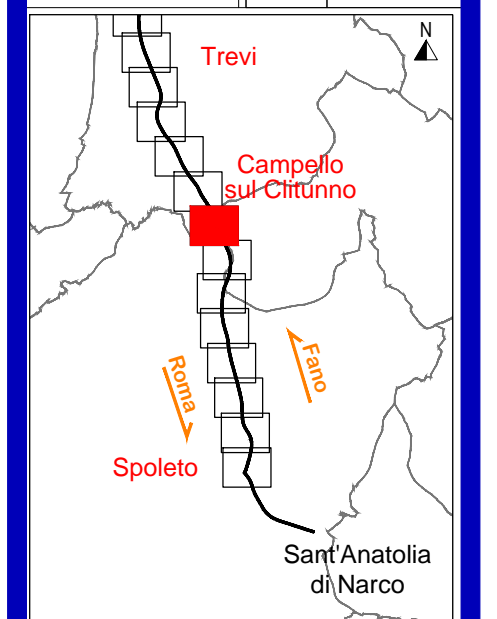 N
Trevi
Campello
sul Clitunno
Fano
Roma
Spoleto
Sant'Anatolia
di Narco